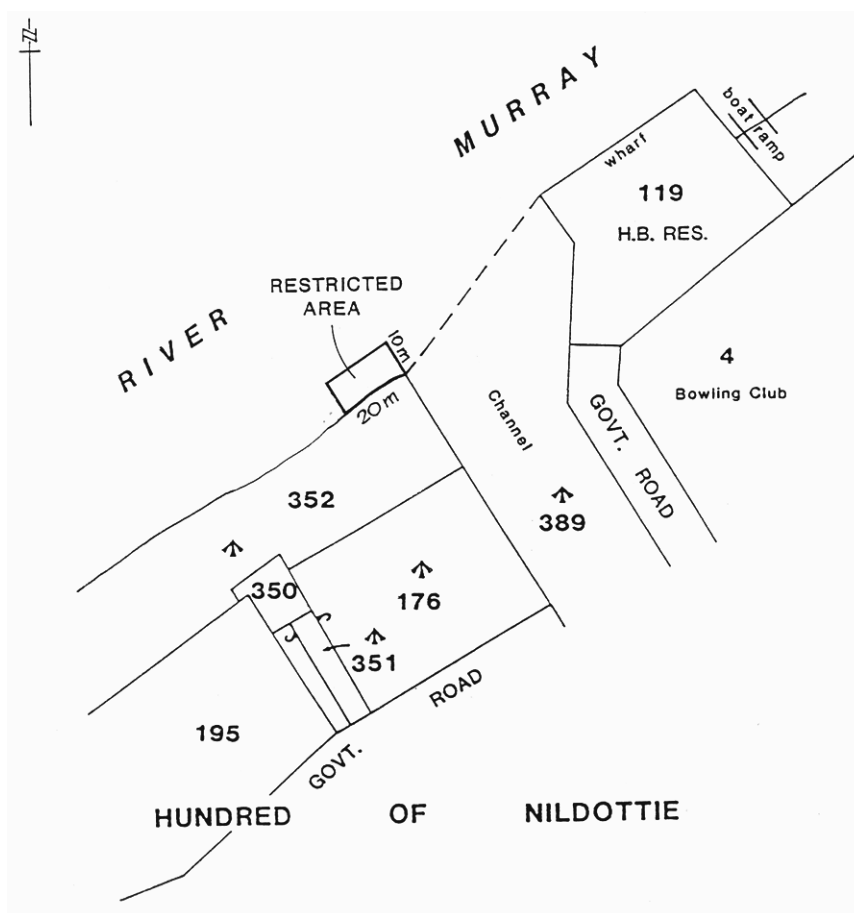 N
MURRAY
boat ramp
wharf
119
H.B. RES.
RESTRICTED
AREA
RIVER
10m
20m
4
Bowling Club
Channel
GOVT. ROAD
352
389
350
176
351
195
GOVT. ROAD
HUNDRED OF NILDOTTIE